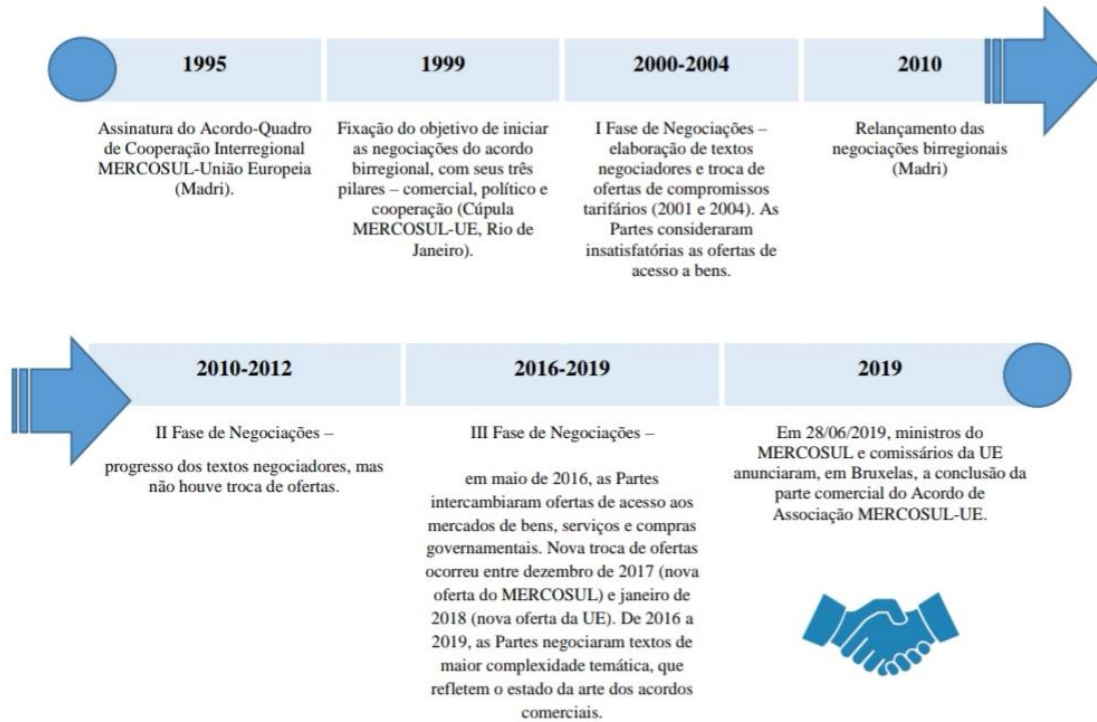 1995
Assinatura do Acordo-Quadro
de Cooperação Interregional
MERCOSUL-União Europeia
(Madri).
1999
Fixação do objetivo de iniciar
as negociações do acordo
birregional, com seus três
pilares – comercial, político e
cooperação (Cúpula
MERCOSUL-UE, Rio de
Janeiro).
2000-2004
I Fase de Negociações –
elaboração de textos
negociadores e troca de
ofertas de compromissos
tarifários (2001 e 2004). As
Partes consideraram
insatisfatórias as ofertas de
acesso a bens.
2010
Relançamento das
negociações birregionais
(Madri)
2010-2012
II Fase de Negociações –
progresso dos textos negociadores, mas
não houve troca de ofertas.
2016-2019
III Fase de Negociações –
em maio de 2016, as Partes
intercambiaram ofertas de acesso aos
mercados de bens, serviços e compras
governamentais. Nova troca de ofertas
ocorreu entre dezembro de 2017 (nova
oferta do MERCOSUL) e janeiro de
2018 (nova oferta da UE). De 2016 a
2019, as Partes negociaram textos de
maior complexidade temática, que
refletem o estado da arte dos acordos
comerciais.
2019
Em 28/06/2019, ministros do
MERCOSUL e comissários da UE
anunciaram, em Bruxelas, a conclusão da
parte comercial do Acordo de
Associação MERCOSUL-UE.